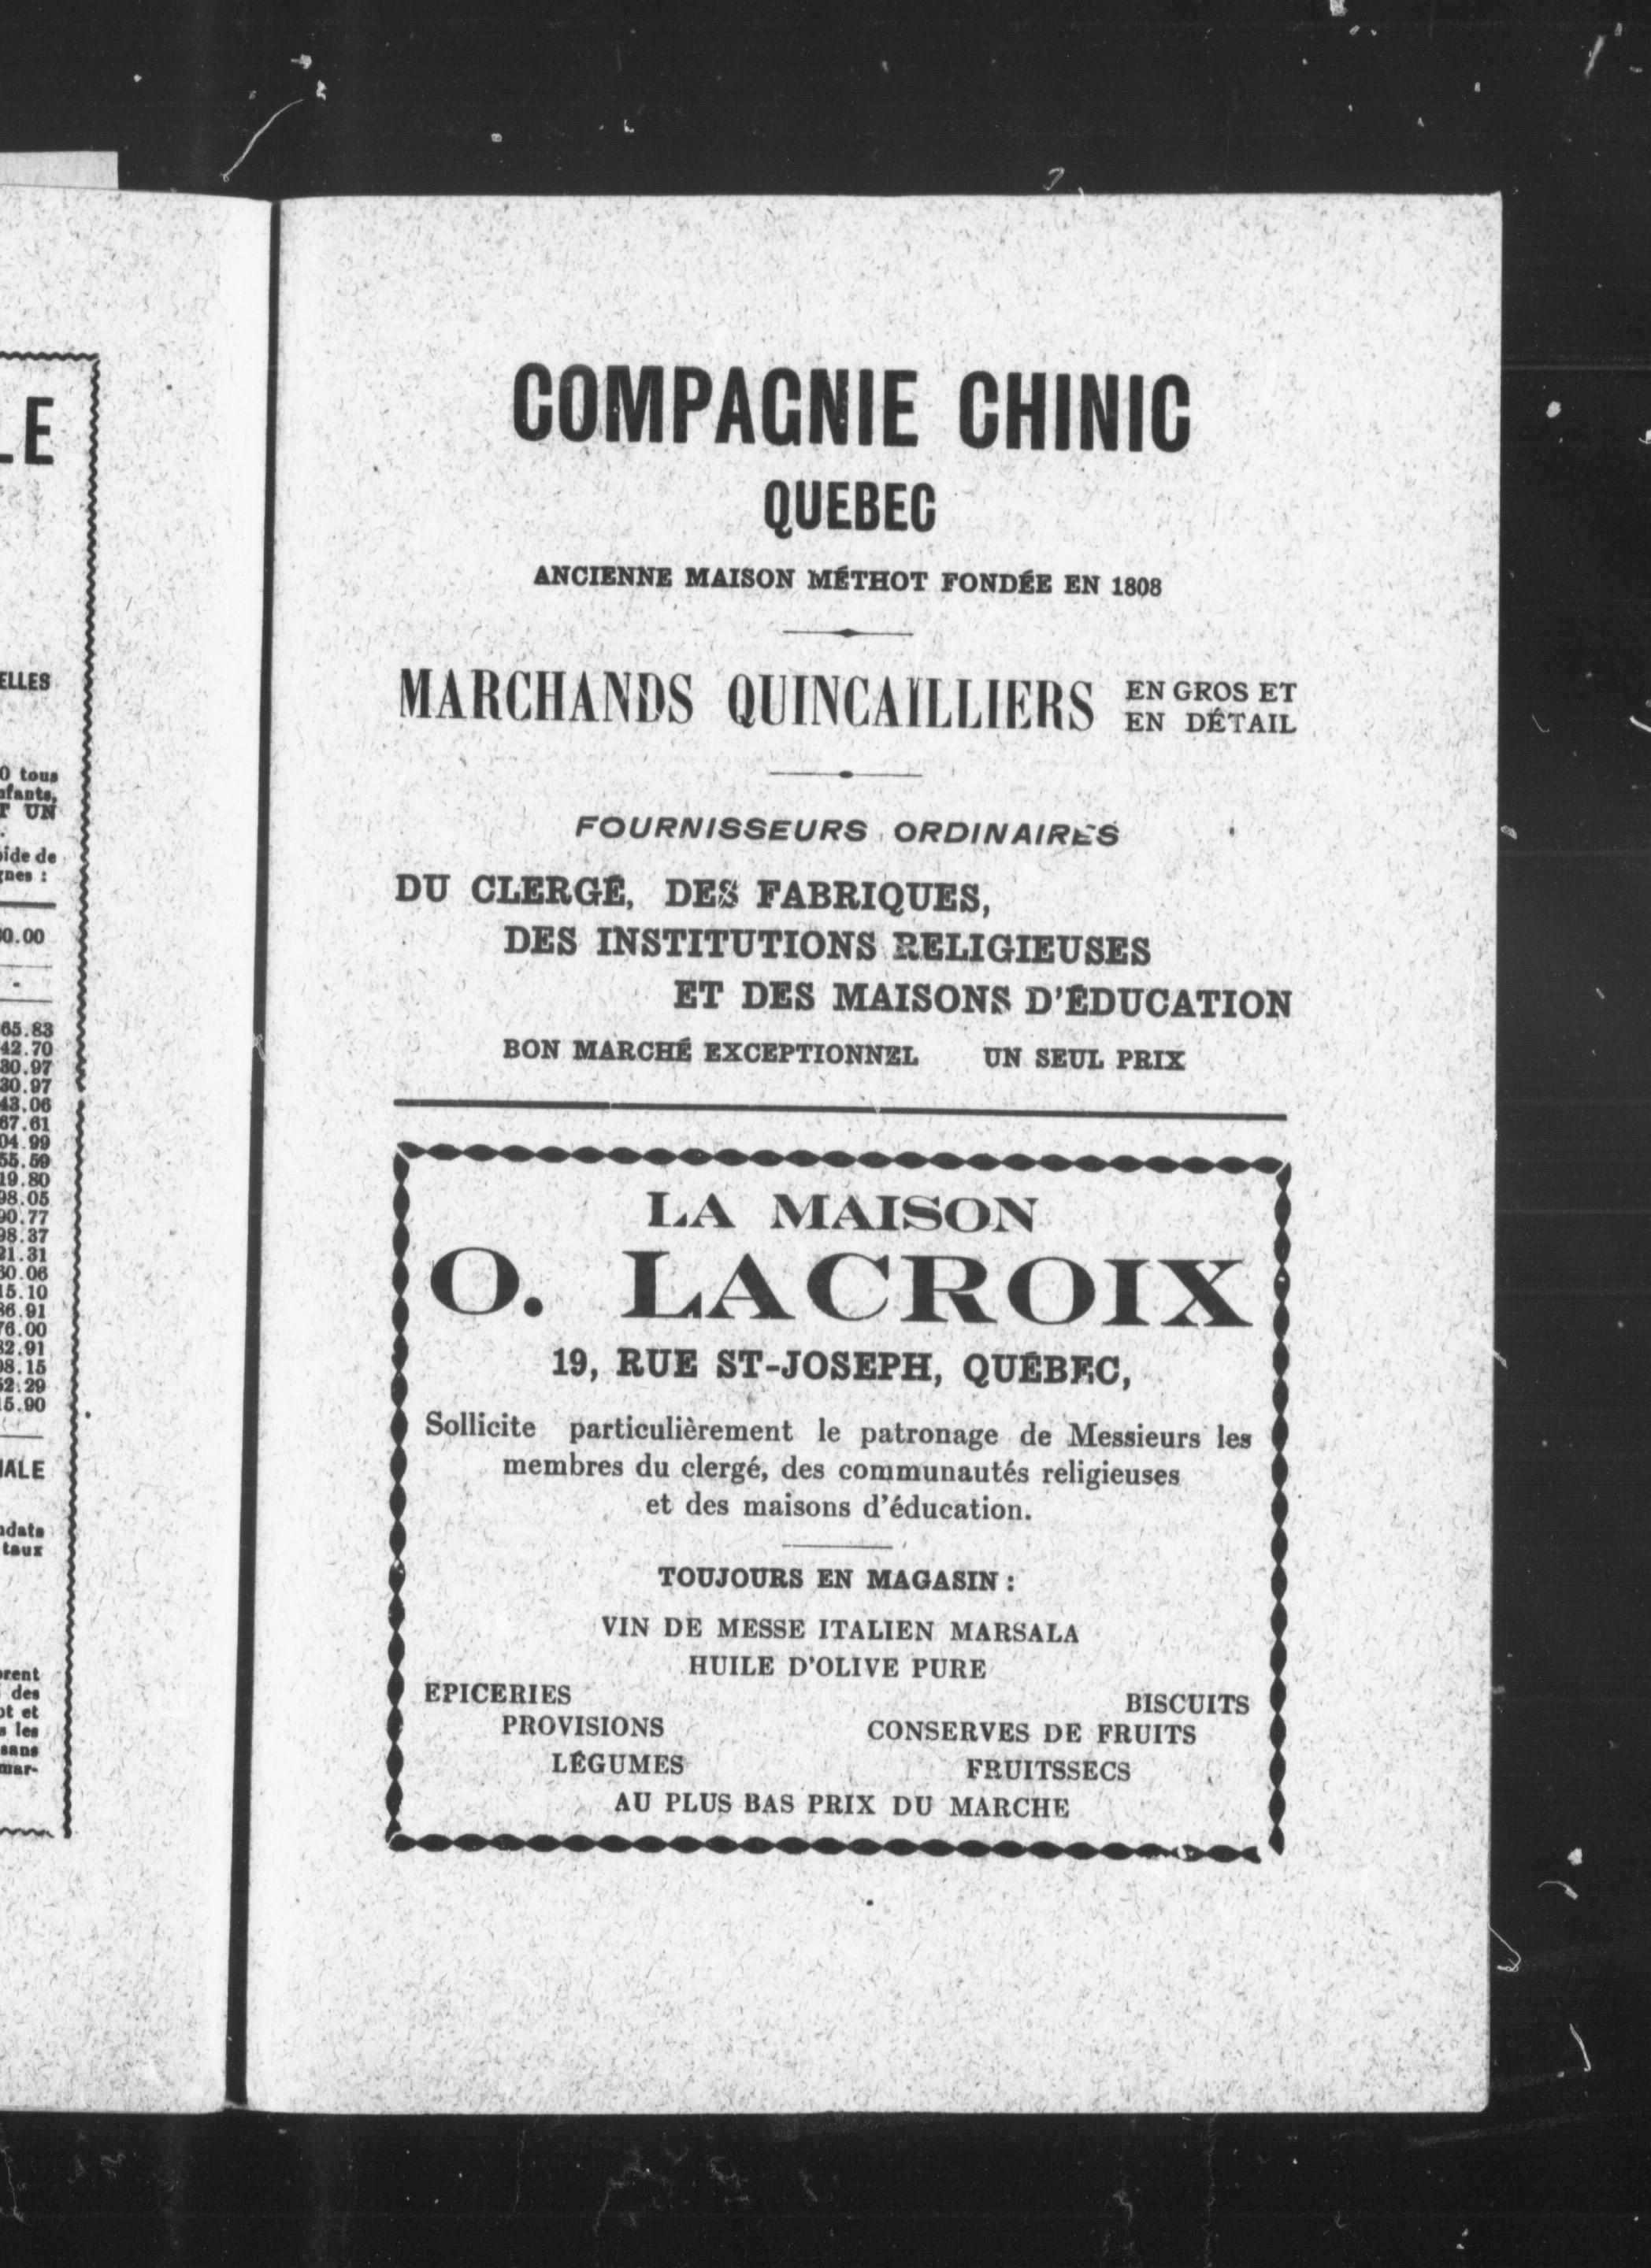 COMPAGNIE CHINIC
QUEBEC
ANCIENNE MAISON MÉTHOT FONDÉE EN 1808
MARCHANDS QUINCAILLIERS EN GROS ET
EN DÉTAIL
FOURNISSEURS ORDINAIRES
DU CLERGÉ, DES FABRIQUES,
DES INSTITUTIONS RELIGIEUSES
ET DES MAISONS D'ÉDUCATION
BON MARCHÉ EXCEPTIONNEL UN SEUL PRIX
LA MAISON
O. LACROIX
19, RUE ST-JOSEPH, QUÉBEC,
Sollicite particulièrement le patronage de Messieurs les
membres du clergé, des communautés religieuses
et des maisons d'éducation.
TOUJOURS EN MAGASIN :
VIN DE MESSE ITALIEN MARSALA
HUILE D'OLIVE PURE
EPICERIES BISCUITS
PROVISIONS CONSERVES DE FRUITS
LÉGUMES FRUITSSECS
AU PLUS BAS PRIX DU MARCHE